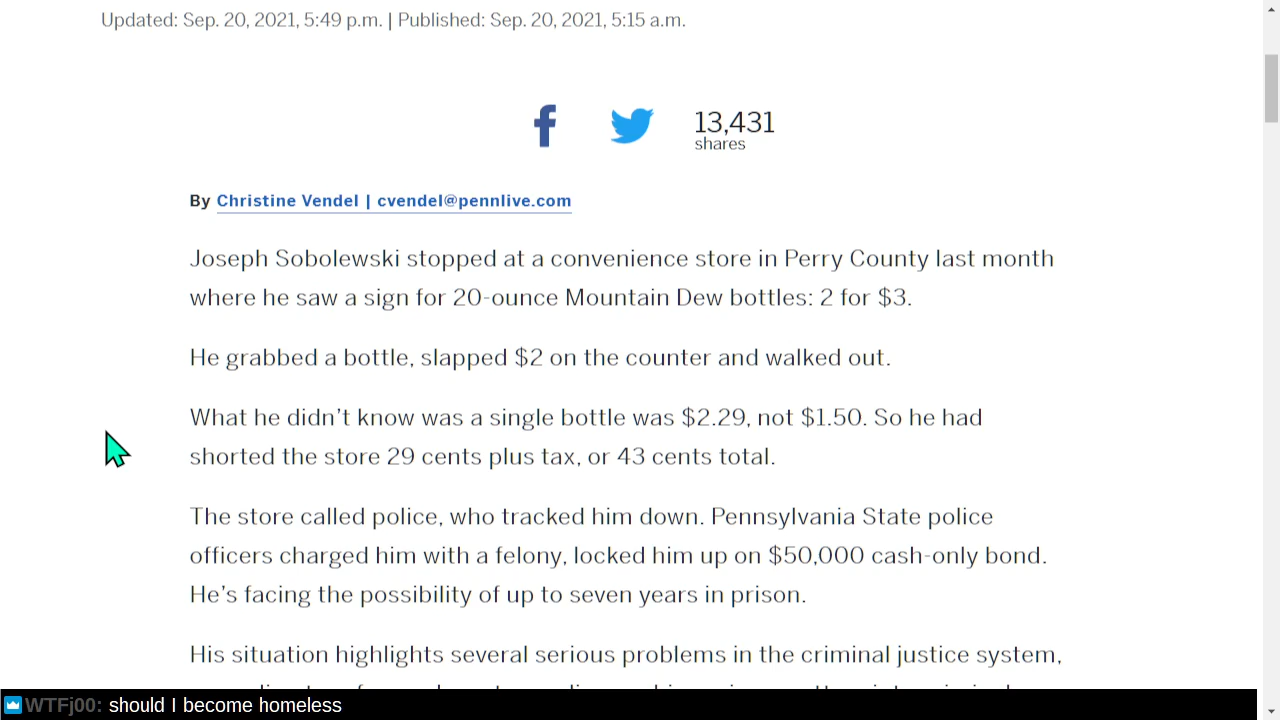 Updated: Sep. 20, 2021, 5:49 p.m. | Published: Sep. 20, 2021, 5:15 a.m.
13,431
shares
By Christine Vendel | cvendel@pennlive.com
Joseph Sobolewski stopped at a convenience store in Perry County last month
where he saw a sign for 20-ounce Mountain Dew bottles: 2 for $3.
He grabbed a bottle, slapped $2 on the counter and walked out.
What he didn’t know was a single bottle was $2.29, not $1.50. So he had
shorted the store 29 cents plus tax, or 43 cents total.
The store called police, who tracked him down. Pennsylvania State police
officers charged him with a felony, locked him up on $50,000 cash-only bond.
He’s facing the possibility of up to seven years in prison.
His situation highlights several serious problems in the criminal justice system,
WTFj00: should I become homeless